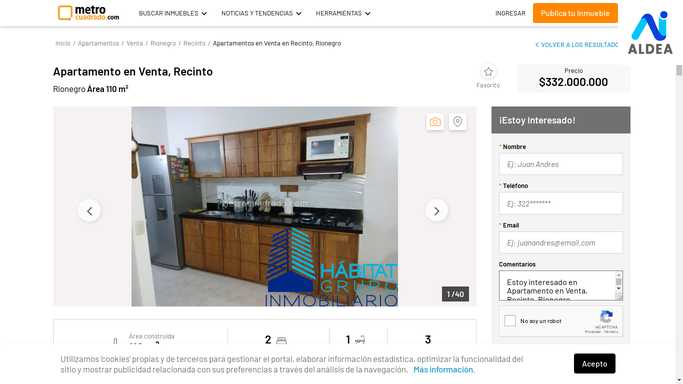 metro
cuadrado.com
BUSCAR INMUEBLES
NOTICIAS Y TENDENCIAS
HERRAMIENTAS
INGRESAR
Publica tu Inmueble
ALDEA
Inicio / Apartamentos / Venta / Rionegro / Recinto / Apartamentos en Venta en Recinto, Rionegro
VOLVER A LOS RESULTADO
Apartamento en Venta, Recinto
Rionegro Área 110 m²
Favorito
Precio
$332.000.000
¡Estoy Interesado!
* Nombre
Ej: Juan Andres
* Teléfono
Ej: 322*******
* Email
Ej: juanandres@email.com
Comentarios
Estoy interesado en
Apartamento en Venta,
Recinto, Rionegro
No soy un robot
reCAPTCHA
Privacidad - Términos
metrocuadrado.com
HÁBITAT
GRUPO
INMOBILIARIO
1 / 40
Área construida
2
1
3
Utilizamos 'cookies' propias y de terceros para gestionar el portal, elaborar información estadística, optimizar la funcionalidad del
sitio y mostrar publicidad relacionada con sus preferencias a través del análisis de la navegación. Más información.
Acepto